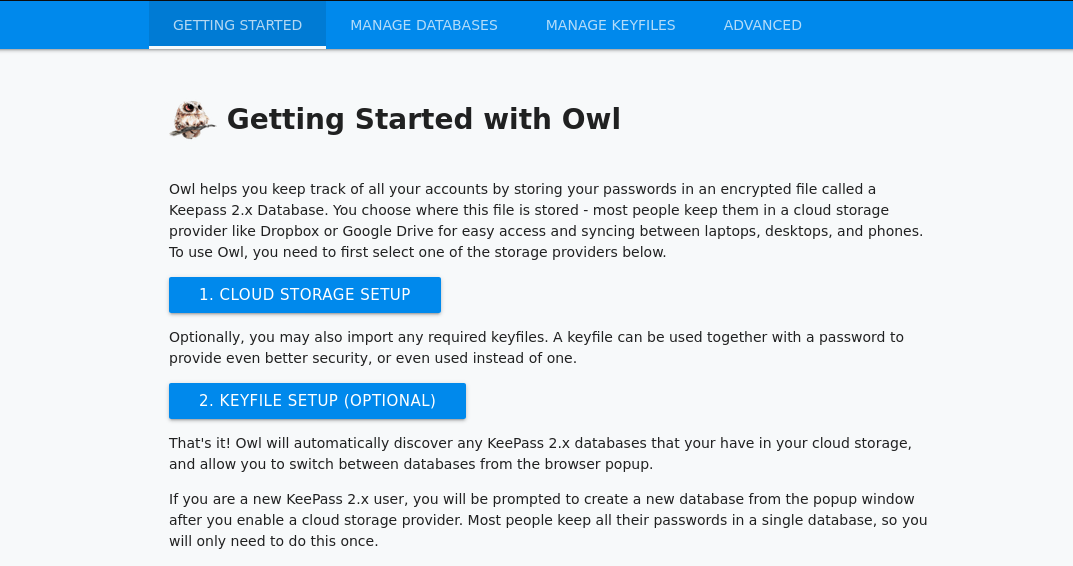 GETTING STARTED MANAGE DATABASES MANAGE KEYFILES ADVANCED
Getting Started with Owl
Owl helps you keep track of all your accounts by storing your passwords in an encrypted file called a
Keepass 2.x Database. You choose where this file is stored - most people keep them in a cloud storage
provider like Dropbox or Google Drive for easy access and syncing between laptops, desktops, and phones.
To use Owl, you need to first select one of the storage providers below.
1. CLOUD STORAGE SETUP
Optionally, you may also import any required keyfiles. A keyfile can be used together with a password to
provide even better security, or even used instead of one.
2. KEYFILE SETUP (OPTIONAL)
That's it! Owl will automatically discover any KeePass 2.x databases that your have in your cloud storage,
and allow you to switch between databases from the browser popup.
If you are a new KeePass 2.x user, you will be prompted to create a new database from the popup window
after you enable a cloud storage provider. Most people keep all their passwords in a single database, so you
will only need to do this once.